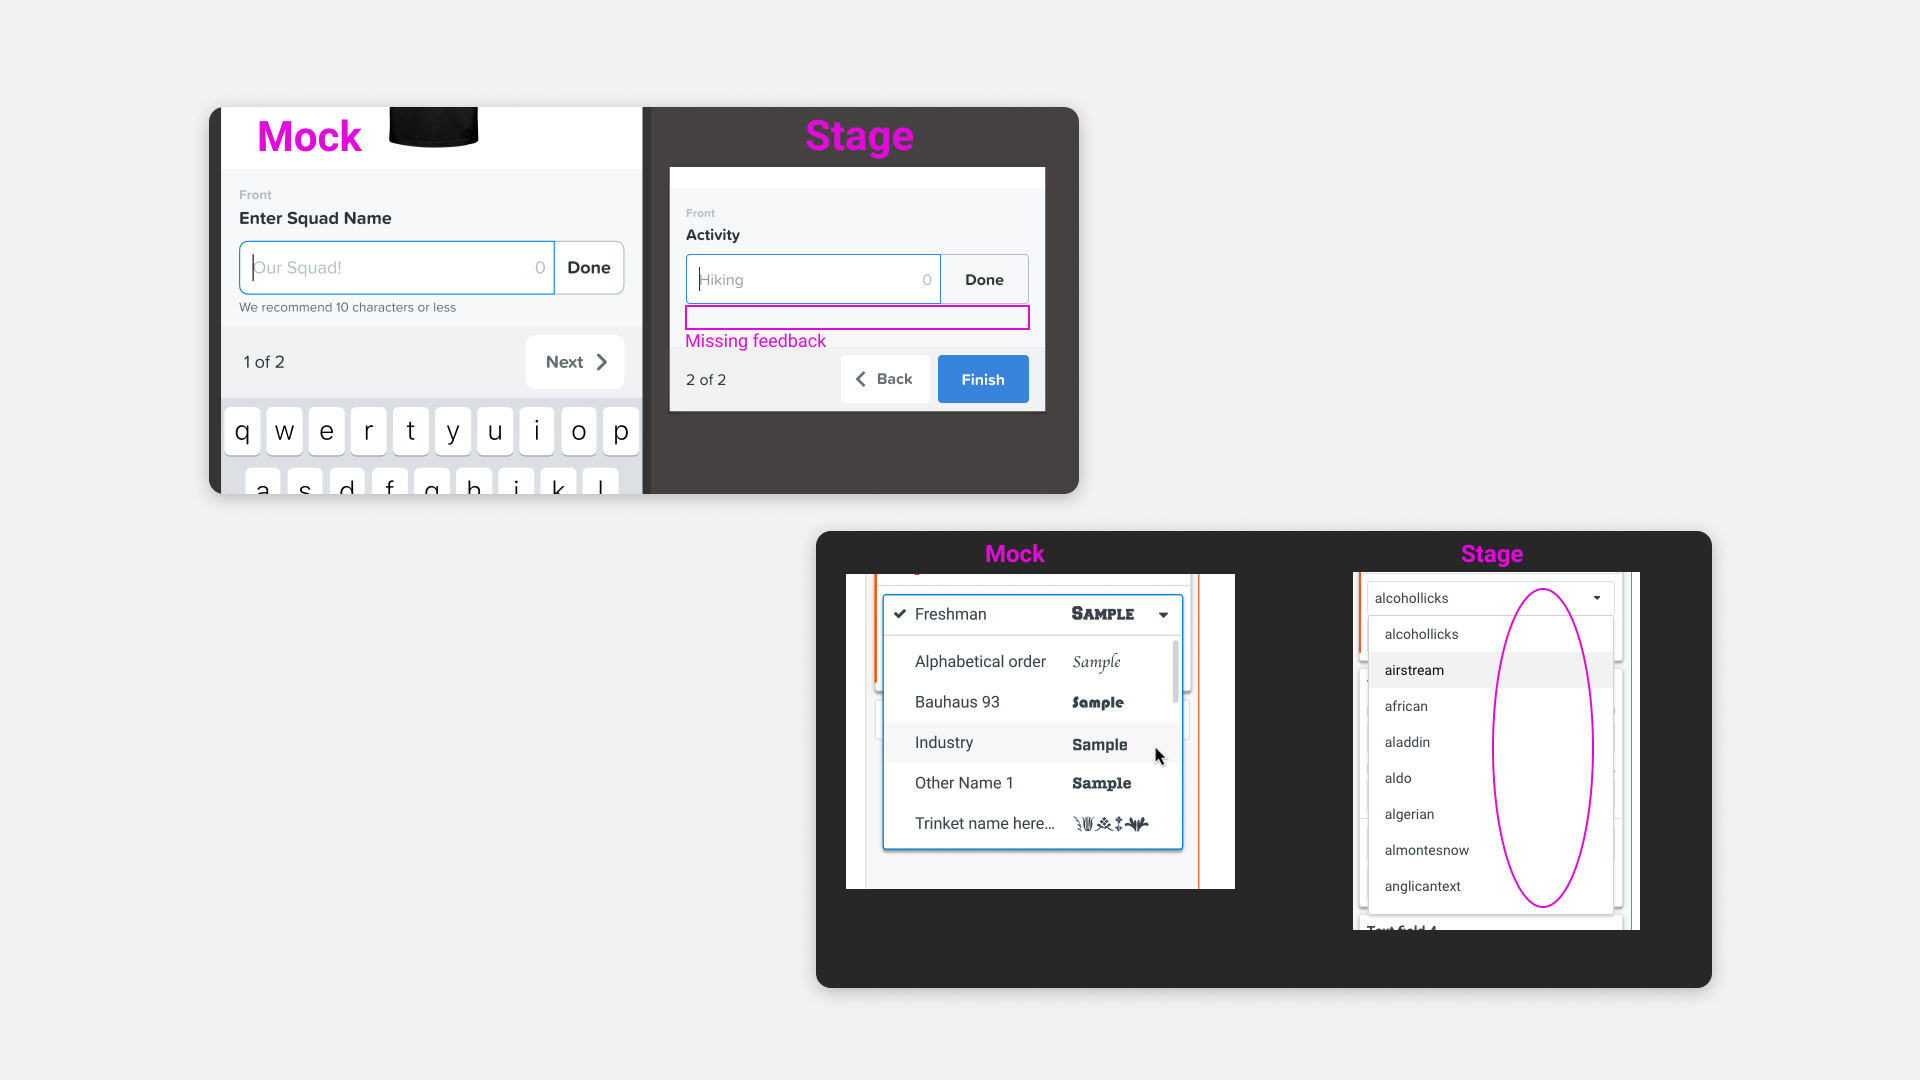 Mock
Stage
Front
Enter Squad Name
Our Squad! 0 Done
We recommend 10 characters or less
1 of 2 Next
q w e r t y u i o p
a s d f g h j k l
Front
Activity
Hiking 0 Done
Missing feedback
2 of 2 Back Finish
Mock
Stage
Freshman SAMPLE
Alphabetical order Sample
Bauhaus 93 Sample
Industry Sample
Other Name 1 Sample
Trinket name here...
alcohollicks
alcohollicks
airstream
african
aladdin
aldo
algerian
almontesnow
anglicantext
Text field 4